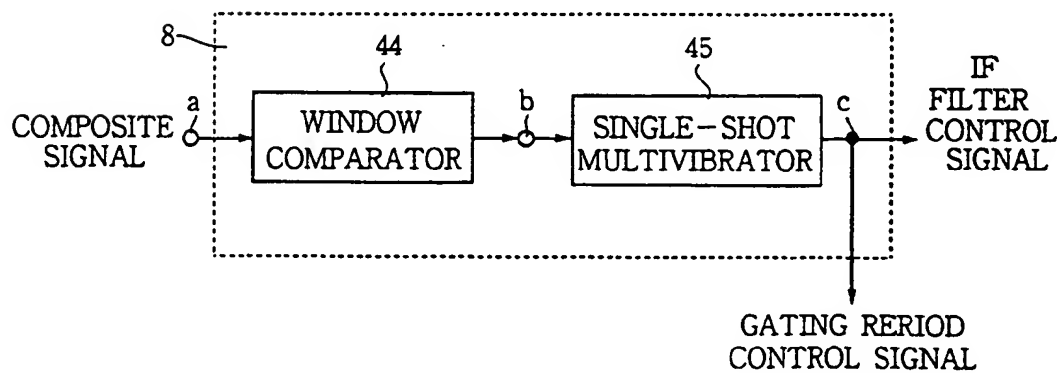 8
44
45
a
b
c
COMPOSITE
SIGNAL
WINDOW
COMPARATOR
SINGLE-SHOT
MULTIVIBRATOR
IF
FILTER
CONTROL
SIGNAL
GATING RERIOD
CONTROL SIGNAL